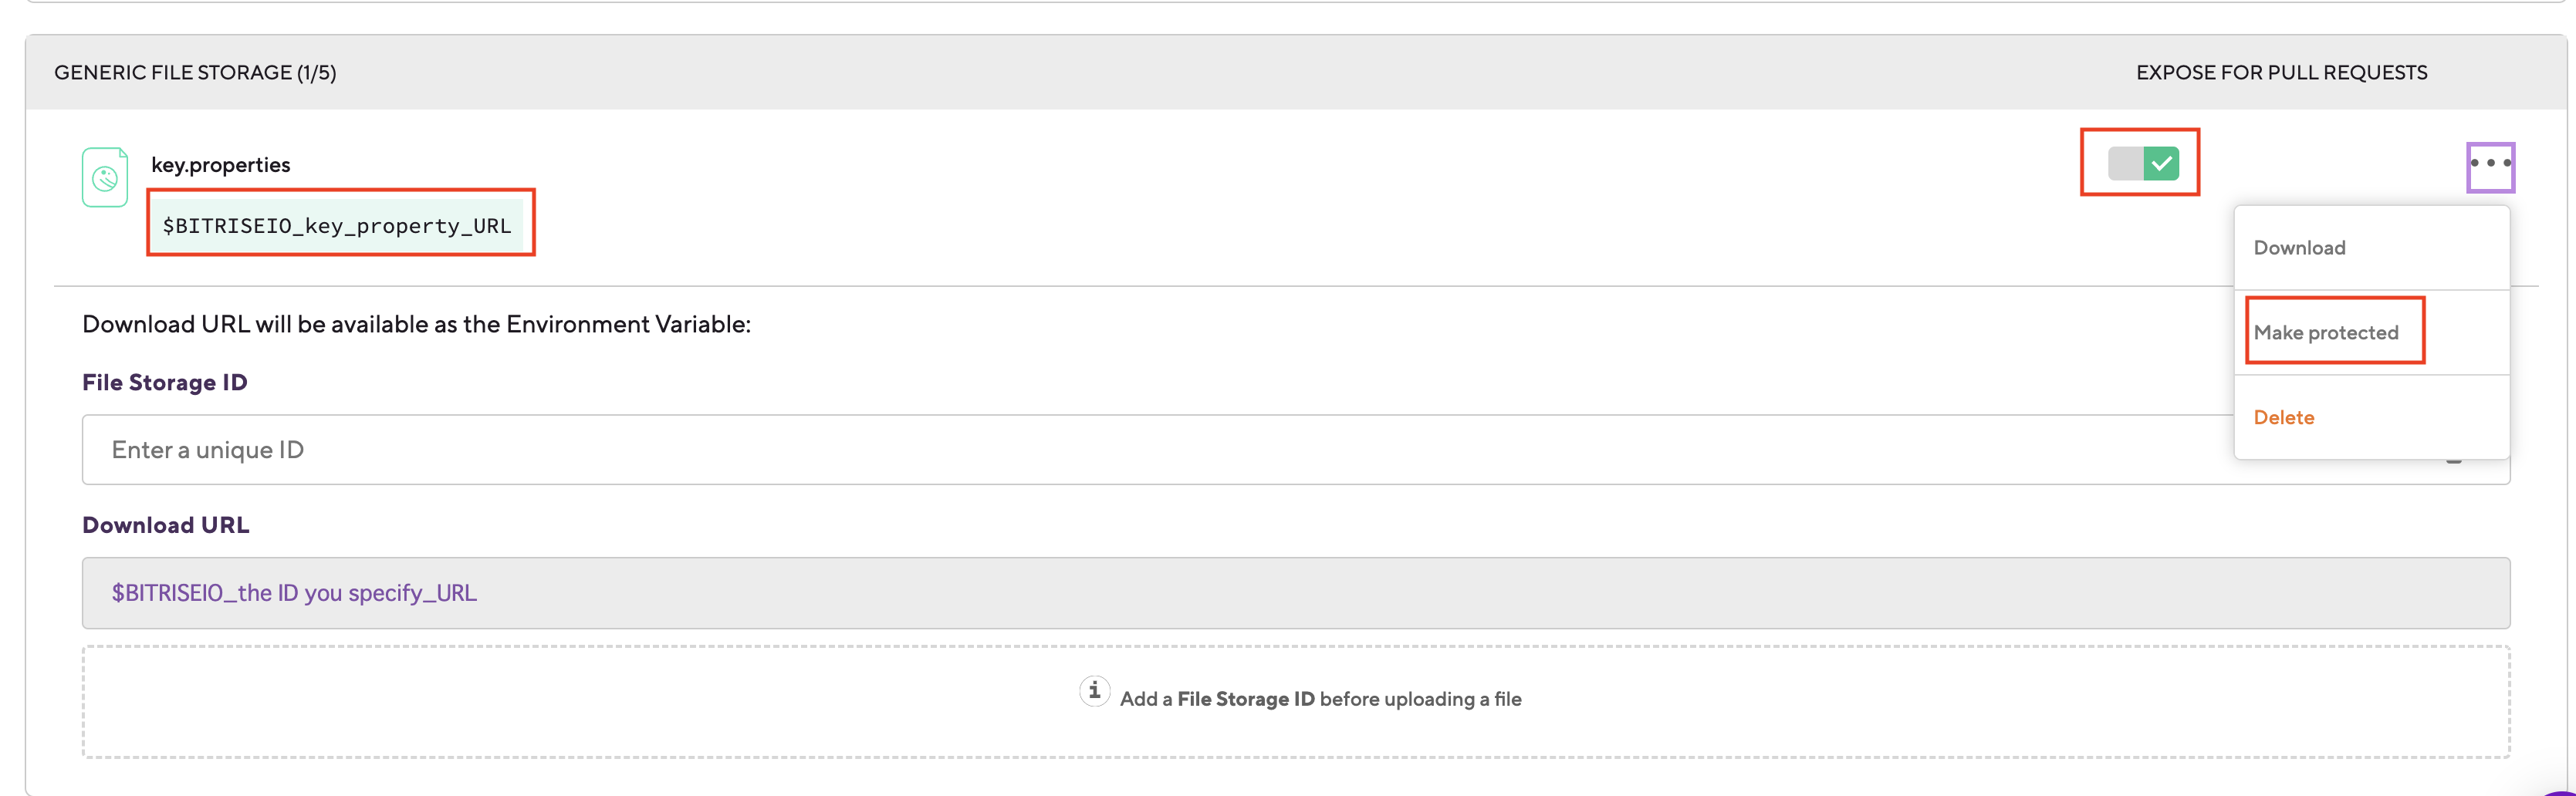 GENERIC FILE STORAGE (1/5)
EXPOSE FOR PULL REQUESTS
key.properties
$BITRISEIO_key_property_URL
Download
Make protected
Delete
Download URL will be available as the Environment Variable:
File Storage ID
Enter a unique ID
Download URL
$BITRISEIO_the ID you specify_URL
Add a File Storage ID before uploading a file